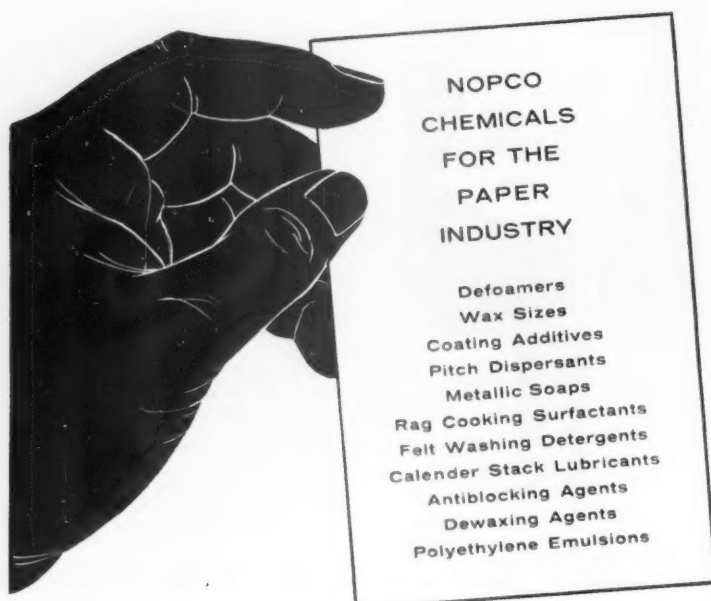 NOPCO
CHEMICALS
FOR THE
PAPER
INDUSTRY
Defoamers
Wax Sizes
Coating Additives
Pitch Dispersants
Metallic Soaps
Rag Cooking Surfactants
Felt Washing Detergents
Calender Stack Lubricants
Antiblocking Agents
Dewaxing Agents
Polyethylene Emulsions